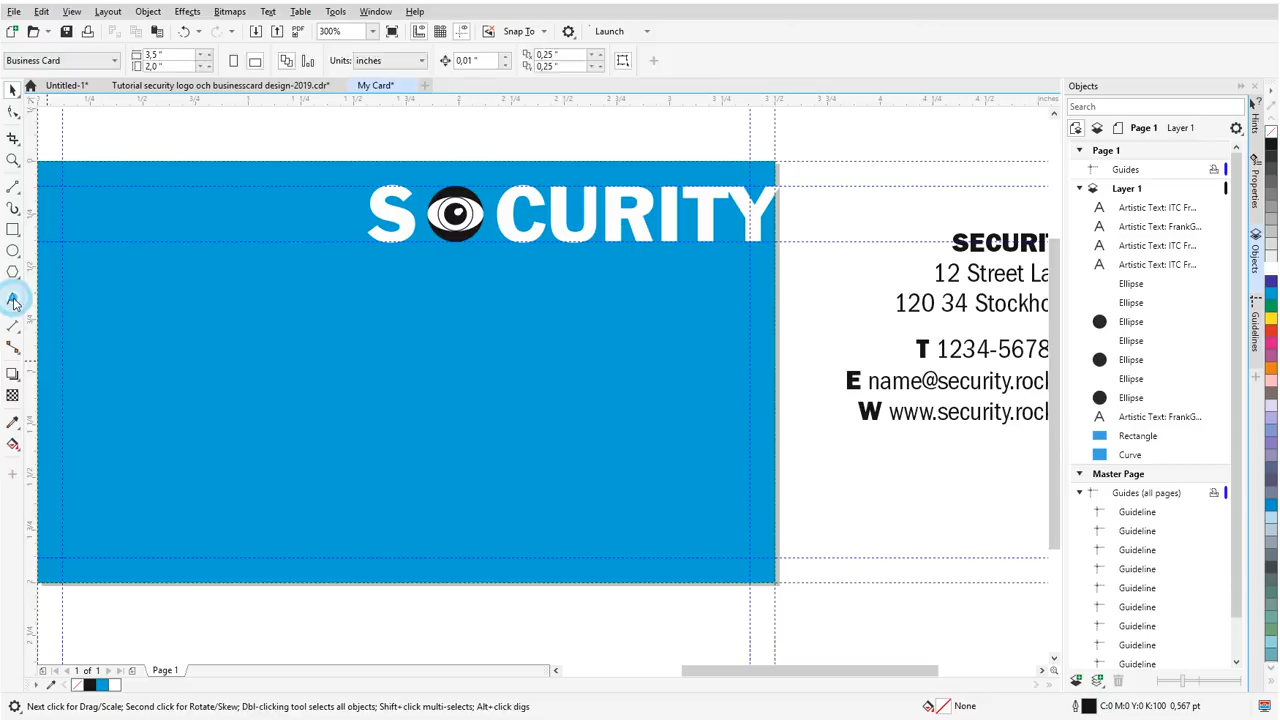 File Edit View Layout Object Effects Bitmaps Text Table Tools Window Help
300% PDF Snap To Launch
Business Card 3,5 " 2,0 " Units: inches 0,01 " 0,25 " 0,25 "
Untitled-1* Tutorial security logo och businesscard design-2019.cdr* My Card*
inches
S CURITY
SECURI
12 Street La
120 34 Stockho
T 1234-5678
E name@security.rock
W www.security.rock
Objects
Search
Page 1 Layer 1
Page 1
Guides
Layer 1
Artistic Text: ITC Fr...
Artistic Text: FrankG...
Artistic Text: ITC Fr...
Artistic Text: ITC Fr...
Ellipse
Ellipse
Ellipse
Ellipse
Ellipse
Ellipse
Ellipse
Artistic Text: FrankG...
Rectangle
Curve
Master Page
Guides (all pages)
Guideline
Guideline
Guideline
Guideline
Guideline
Guideline
Guideline
Guideline
Guideline
Hints
Properties
Objects
Guidelines
1 of 1 Page 1
Next click for Drag/Scale; Second click for Rotate/Skew; Dbl-clicking tool selects all objects; Shift+click multi-selects; Alt+click digs
None
C:0 M:0 Y:0 K:100 0,567 pt